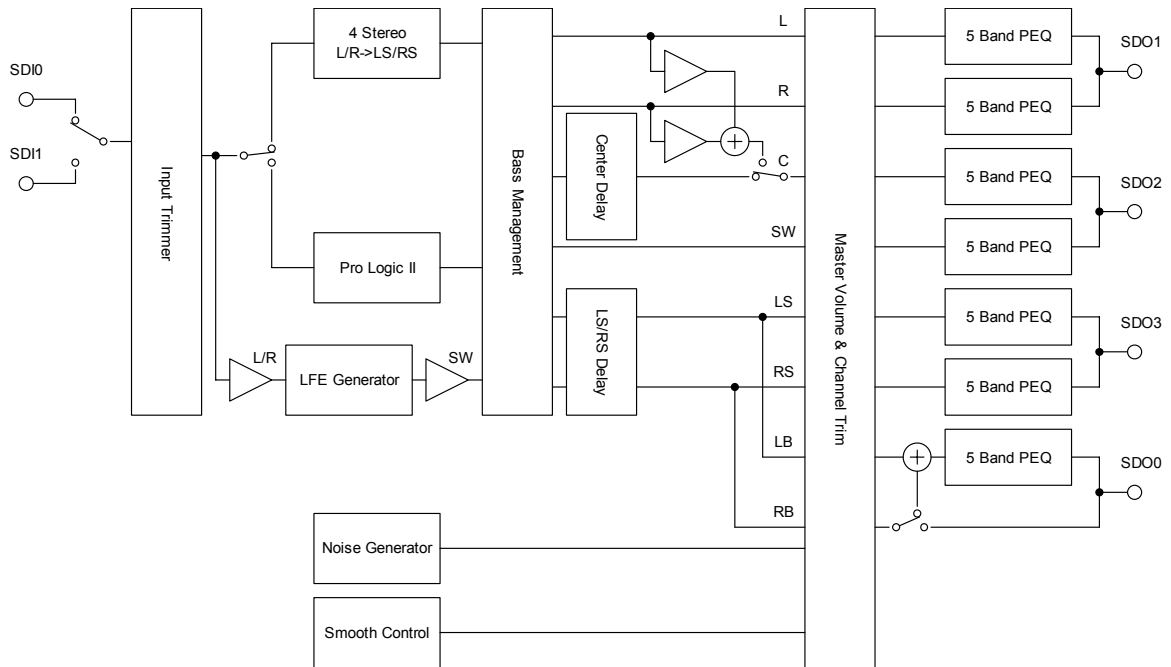 SDI0
SDI1
Input Trimmer
4 Stereo
L/R->LS/RS
Pro Logic II
L/R
LFE Generator
SW
Bass Management
Center Delay
LS/RS Delay
L
R
C
SW
LS
RS
LB
RB
Noise Generator
Smooth Control
Master Volume & Channel Trim
5 Band PEQ
5 Band PEQ
SDO1
5 Band PEQ
5 Band PEQ
SDO2
5 Band PEQ
5 Band PEQ
SDO3
5 Band PEQ
SDO0